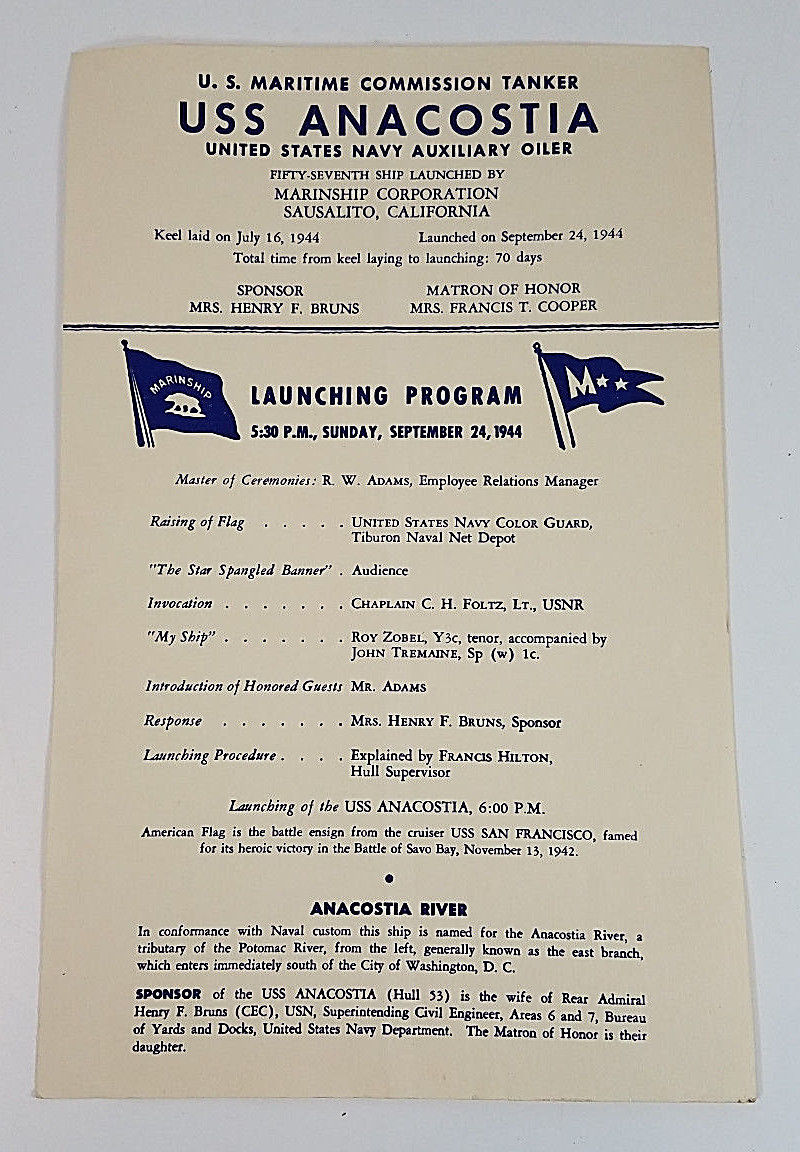 U. S. MARITIME COMMISSION TANKER
USS ANACOSTIA
UNITED STATES NAVY AUXILIARY OILER
FIFTY-SEVENTH SHIP LAUNCHED BY
MARINSHIP CORPORATION
SAUSALITO, CALIFORNIA
Keel laid on July 16, 1944 Launched on September 24, 1944
Total time from keel laying to launching: 70 days
SPONSOR MATRON OF HONOR
MRS. HENRY F. BRUNS MRS. FRANCIS T. COOPER
MARINSHIP
M
LAUNCHING PROGRAM
5:30 P.M., SUNDAY, SEPTEMBER 24, 1944
Master of Ceremonies: R. W. ADAMS, Employee Relations Manager
Raising of Flag . . . . . UNITED STATES NAVY COLOR GUARD,
Tiburon Naval Net Depot
"The Star Spangled Banner" . Audience
Invocation . . . . . . . CHAPLAIN C. H. FOLTZ, LT., USNR
"My Ship" . . . . . . . ROY ZOBEL, Y3c, tenor, accompanied by
JOHN TREMAINE, Sp (w) 1c.
Introduction of Honored Guests MR. ADAMS
Response . . . . . . . MRS. HENRY F. BRUNS, Sponsor
Launching Procedure . . . . Explained by FRANCIS HILTON,
Hull Supervisor
Launching of the USS ANACOSTIA, 6:00 P.M.
American Flag is the battle ensign from the cruiser USS SAN FRANCISCO, famed
for its heroic victory in the Battle of Savo Bay, November 13, 1942.
•
ANACOSTIA RIVER
In conformance with Naval custom this ship is named for the Anacostia River, a
tributary of the Potomac River, from the left, generally known as the east branch,
which enters immediately south of the City of Washington, D. C.
SPONSOR of the USS ANACOSTIA (Hull 53) is the wife of Rear Admiral
Henry F. Bruns (CEC), USN, Superintending Civil Engineer, Areas 6 and 7, Bureau
of Yards and Docks, United States Navy Department. The Matron of Honor is their
daughter.